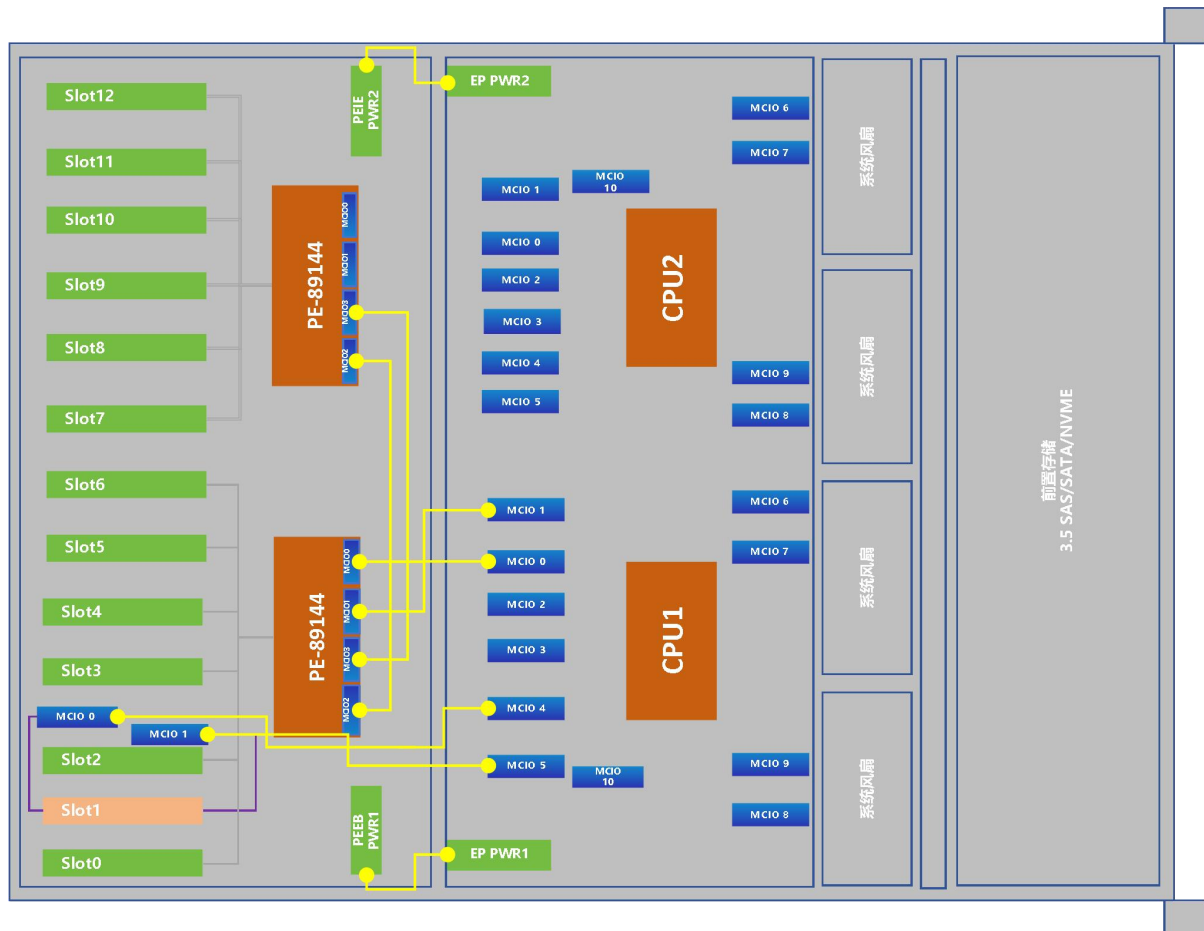 Slot12
Slot11
Slot10
Slot9
Slot8
Slot7
Slot6
Slot5
Slot4
Slot3
MCIO 0
MCIO 1
Slot2
Slot1
Slot0
PEIE
PWR2
PE-89144
MCIO0
MCIO1
MCIO3
MCIO2
PE-89144
MCIO0
MCIO1
MCIO3
MCIO2
PEEB
PWR1
EP PWR2
MCIO 1
MCIO
10
MCIO 0
MCIO 2
MCIO 3
MCIO 4
MCIO 5
CPU2
MCIO 6
MCIO 7
MCIO 9
MCIO 8
MCIO 1
MCIO 0
MCIO 2
MCIO 3
MCIO 4
MCIO 5
MCIO
10
CPU1
MCIO 6
MCIO 7
MCIO 9
MCIO 8
EP PWR1
系统风扇
系统风扇
系统风扇
系统风扇
前置存储
3.5 SAS/SATA/NVME